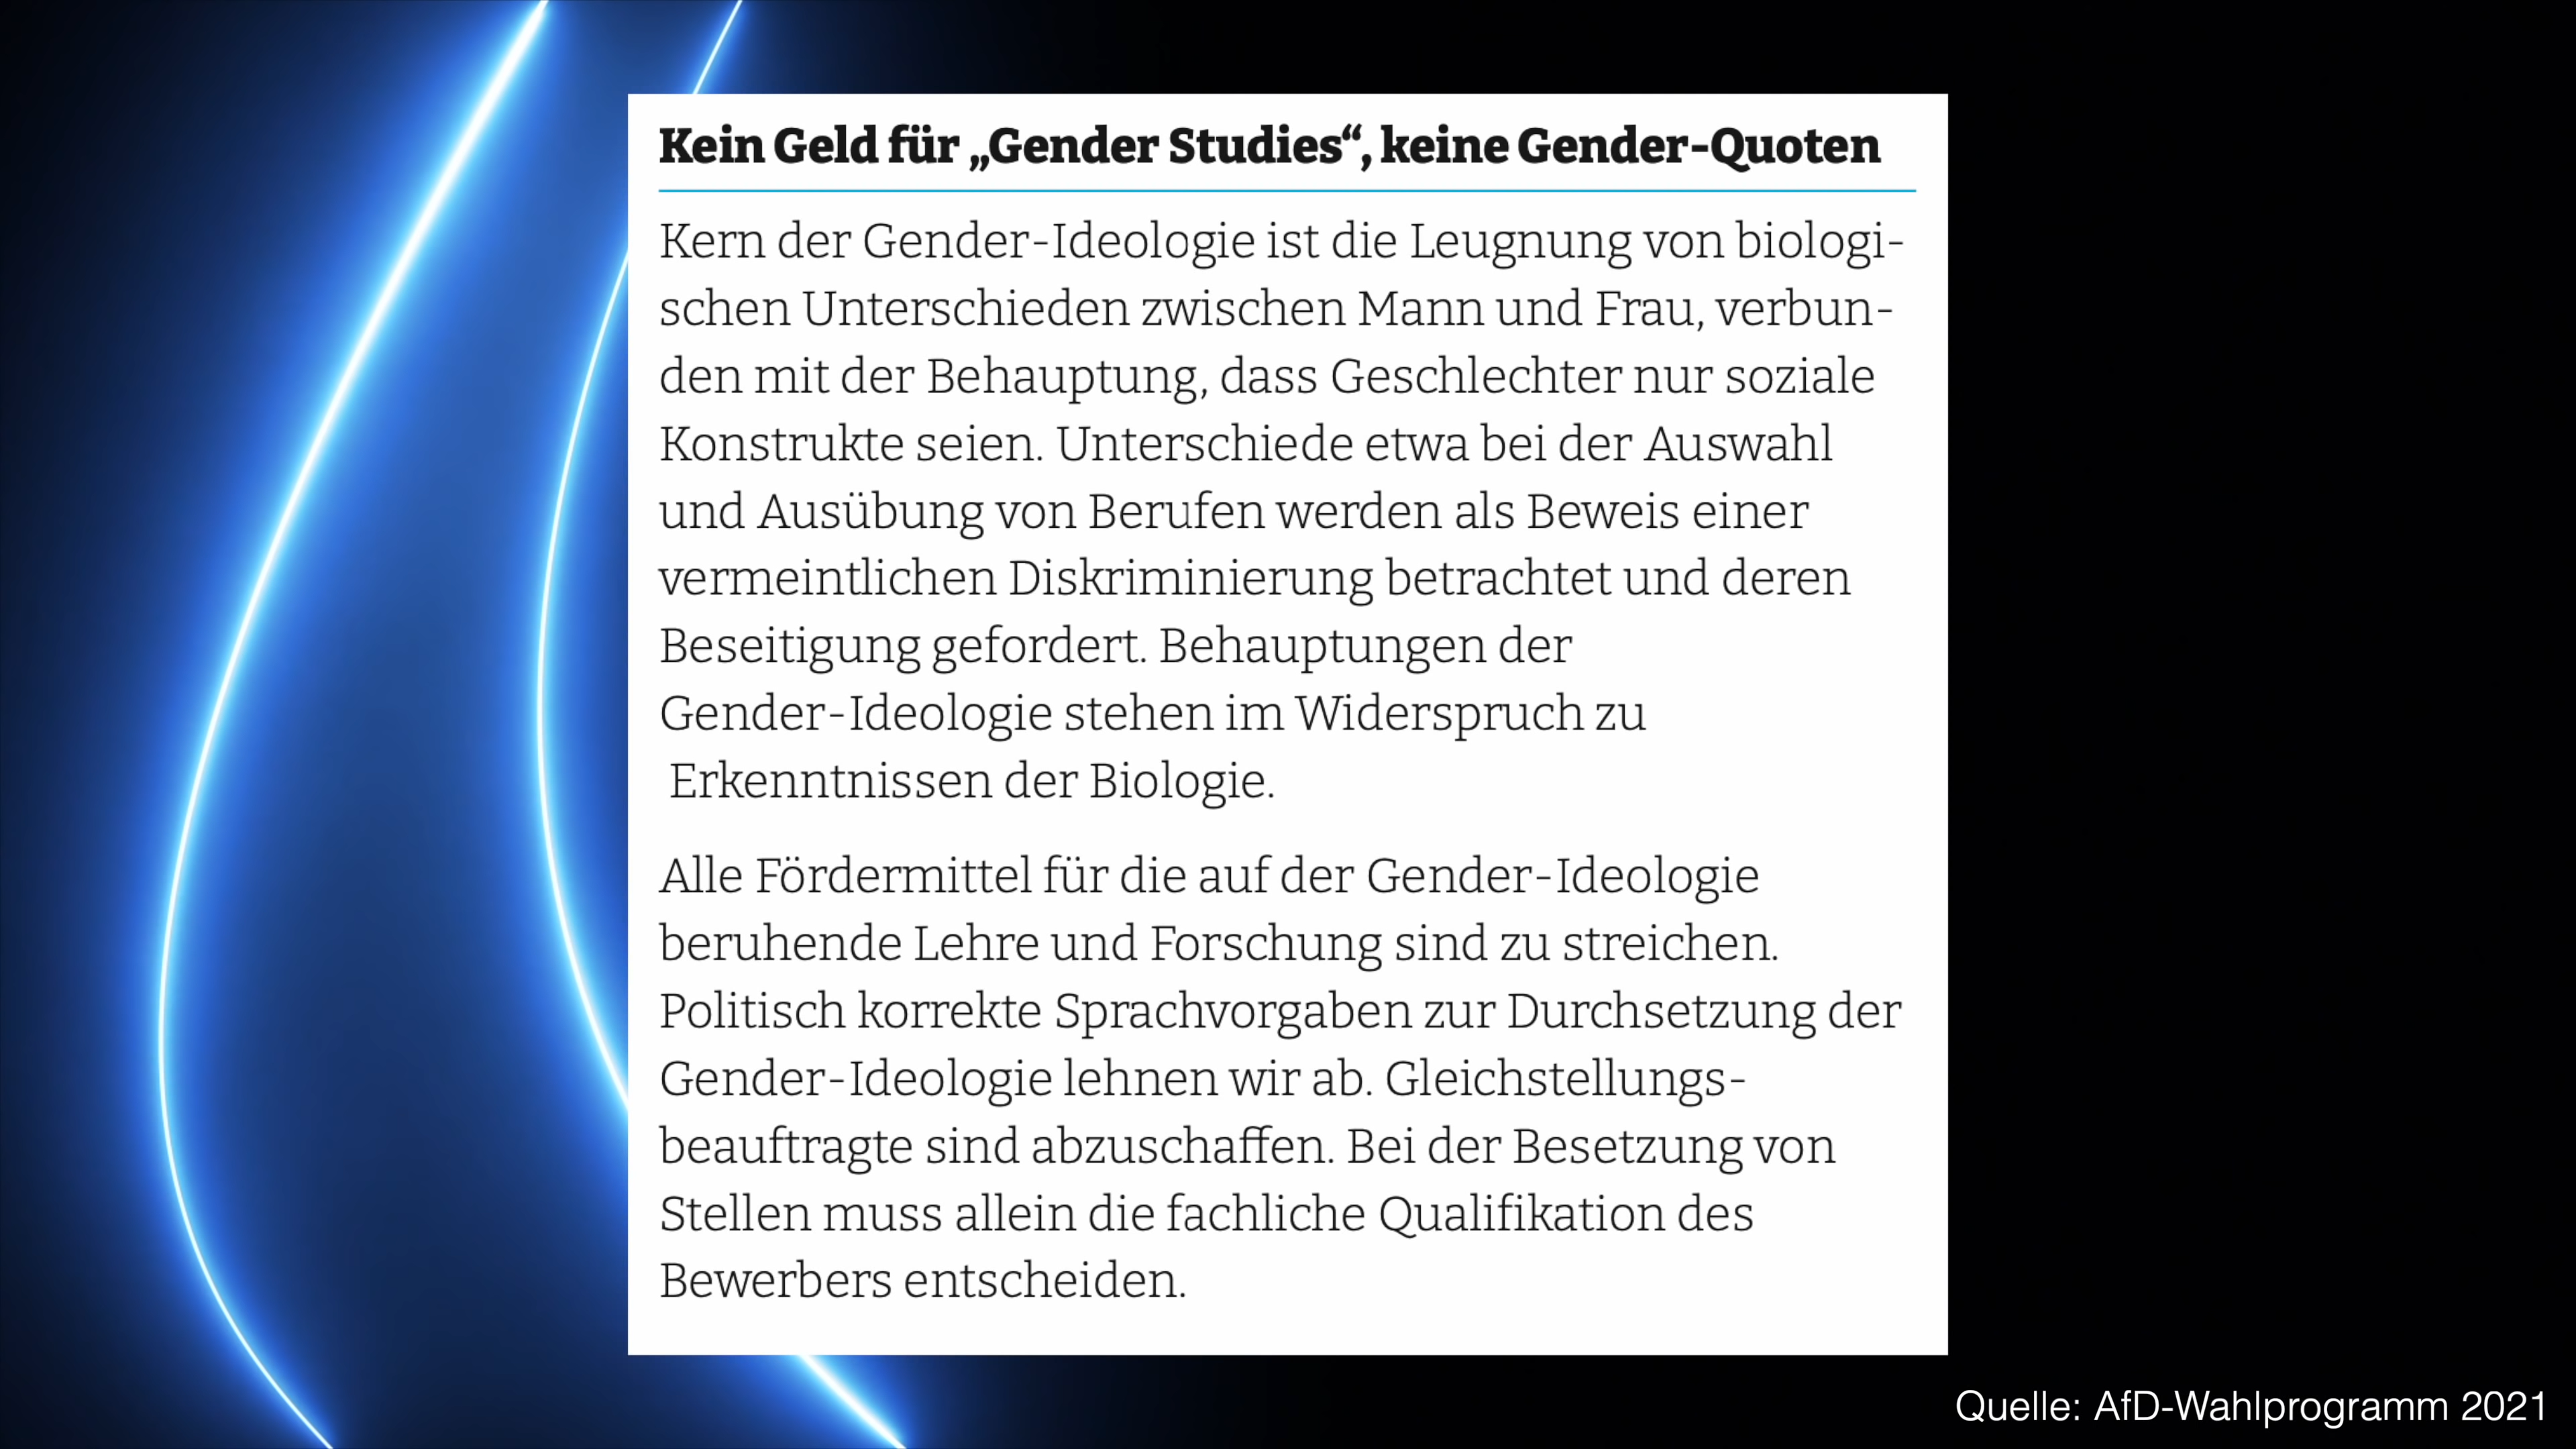 Kein Geld für „Gender Studies“, keine Gender-Quoten
Kern der Gender-Ideologie ist die Leugnung von biologi-
schen Unterschieden zwischen Mann und Frau, verbun-
den mit der Behauptung, dass Geschlechter nur soziale
Konstrukte seien. Unterschiede etwa bei der Auswahl
und Ausübung von Berufen werden als Beweis einer
vermeintlichen Diskriminierung betrachtet und deren
Beseitigung gefordert. Behauptungen der
Gender-Ideologie stehen im Widerspruch zu
Erkenntnissen der Biologie.
Alle Fördermittel für die auf der Gender-Ideologie
beruhende Lehre und Forschung sind zu streichen.
Politisch korrekte Sprachvorgaben zur Durchsetzung der
Gender-Ideologie lehnen wir ab. Gleichstellungs-
beauftragte sind abzuschaffen. Bei der Besetzung von
Stellen muss allein die fachliche Qualifikation des
Bewerbers entscheiden.
Quelle: AfD-Wahlprogramm 2021